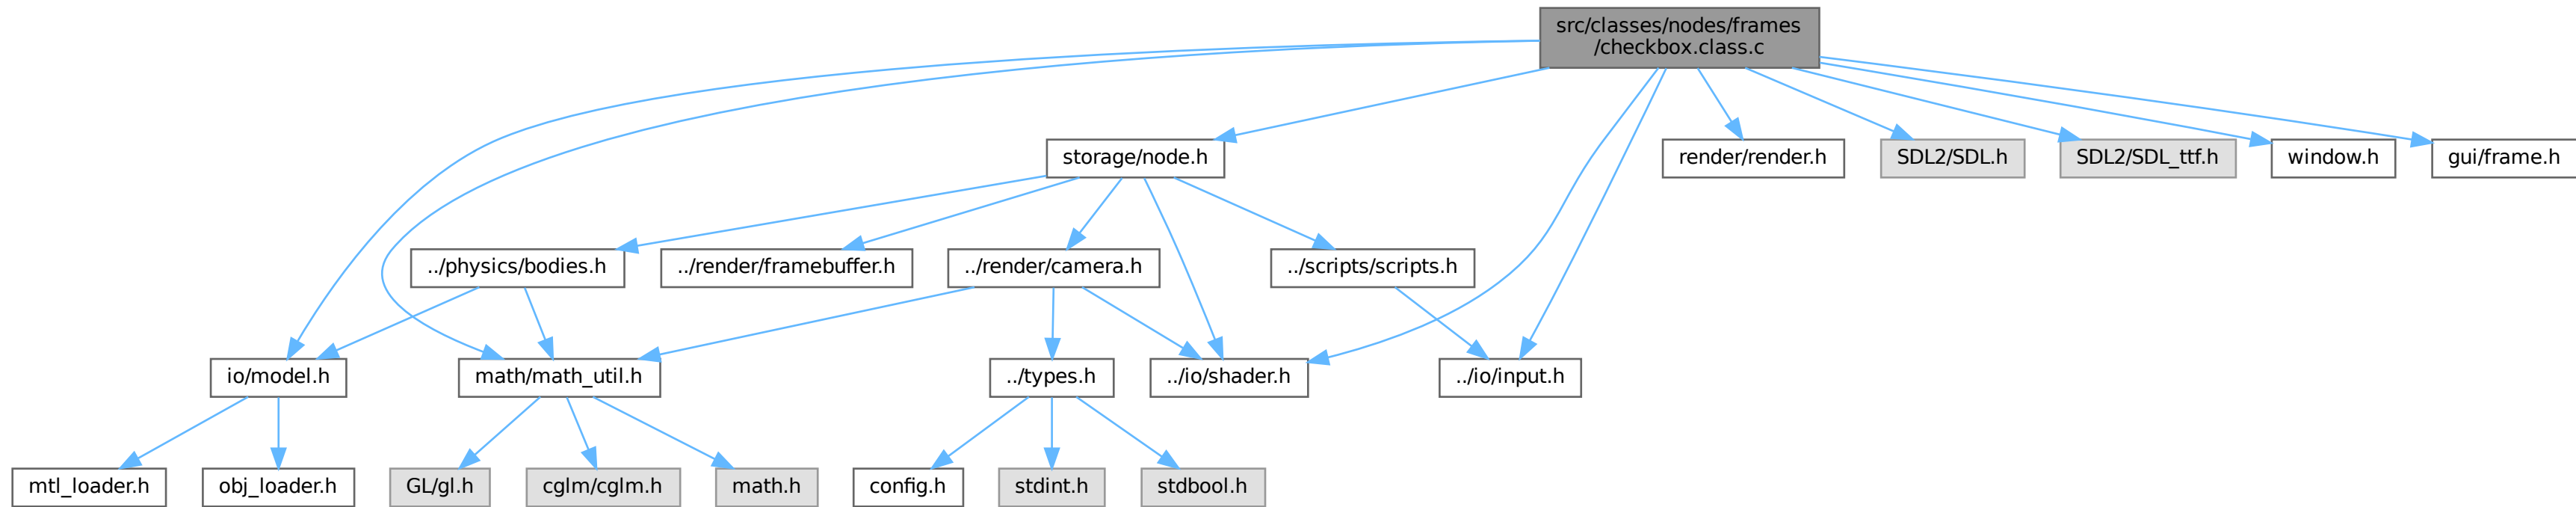 src/classes/nodes/frames
/checkbox.class.c
storage/node.h
render/render.h
SDL2/SDL.h
SDL2/SDL_ttf.h
window.h
gui/frame.h
../physics/bodies.h
../render/framebuffer.h
../render/camera.h
../scripts/scripts.h
io/model.h
math/math_util.h
../types.h
../io/shader.h
../io/input.h
mtl_loader.h
obj_loader.h
GL/gl.h
cglm/cglm.h
math.h
config.h
stdint.h
stdbool.h